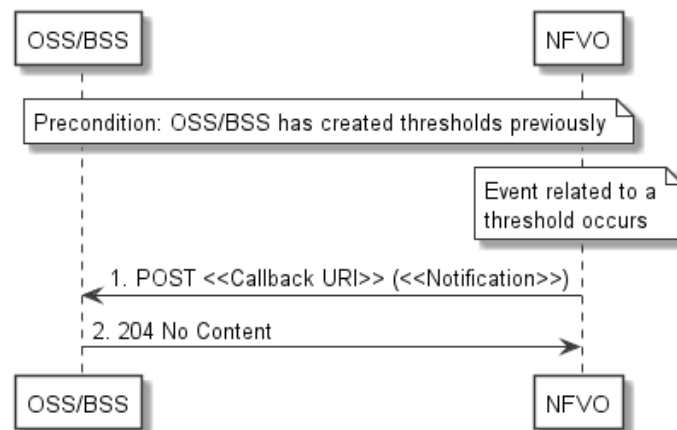 OSS/BSS
NFVO
Precondition: OSS/BSS has created thresholds previously
Event related to a
threshold occurs
1. POST <<Callback URI>> (<<Notification>>)
2. 204 No Content
OSS/BSS
NFVO